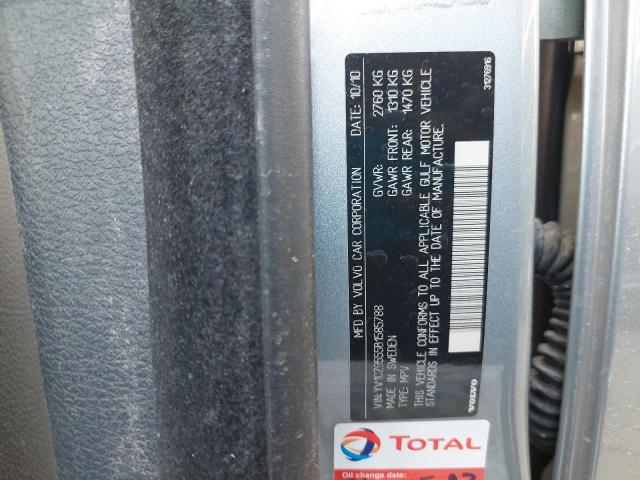 MFD BY VOLVO CAR CORPORATION DATE: 10/10
GVWR: 2760 KG
VIN:YV1CZ9555B1585788 GAWR FRONT: 1310 KG
MADE IN SWEDEN GAWR REAR: 1470 KG
TYPE: MPV
THIS VEHICLE CONFORMS TO ALL APPLICABLE GULF MOTOR VEHICLE
STANDARDS IN EFFECT UP TO THE DATE OF MANUFACTURE.
VOLVO 31276916
TOTAL
Oil change date: